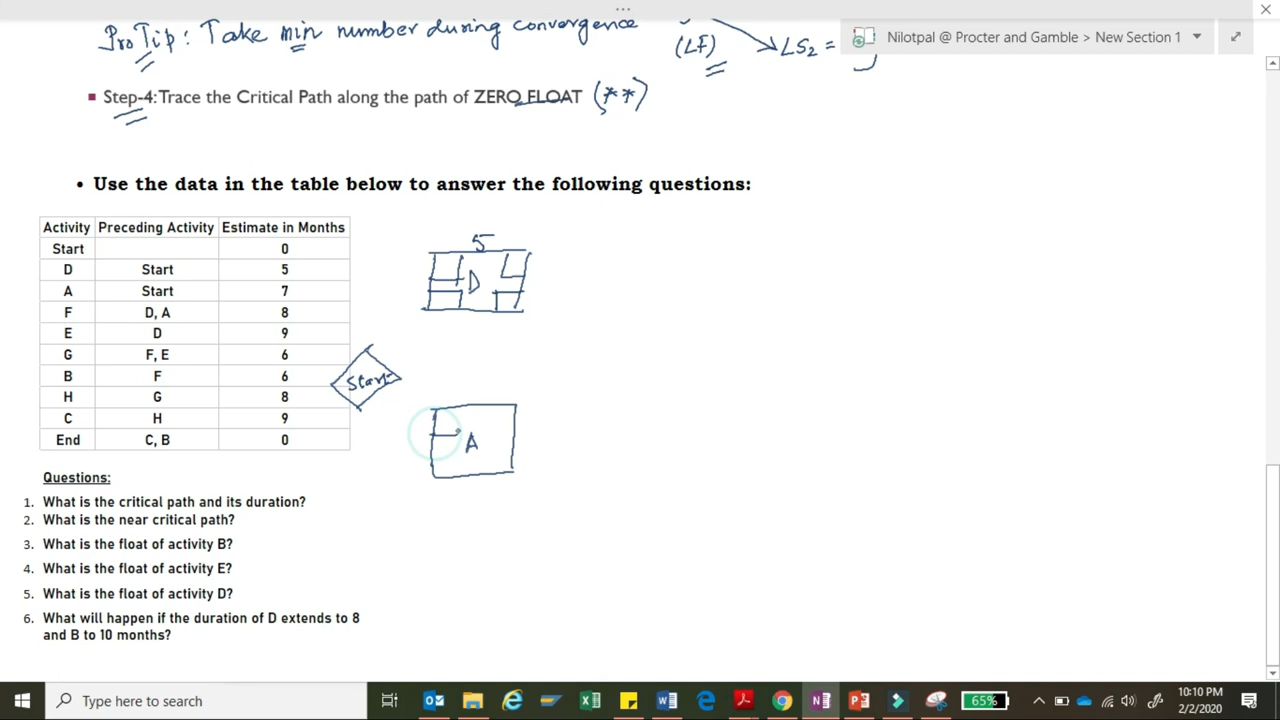 ProTip: Take min number during convergence
(LF)
LS2 =
Nilotpal @ Procter and Gamble > New Section 1
Step-4: Trace the Critical Path along the path of ZERO FLOAT (**)
• Use the data in the table below to answer the following questions:
Activity Preceding Activity Estimate in Months
Start 0
D Start 5
A Start 7
F D, A 8
E D 9
G F, E 6
B F 6
H G 8
C H 9
End C, B 0
5
D
Start
A
Questions:
1. What is the critical path and its duration?
2. What is the near critical path?
3. What is the float of activity B?
4. What is the float of activity E?
5. What is the float of activity D?
6. What will happen if the duration of D extends to 8
and B to 10 months?
Type here to search
65%
10:10 PM
2/2/2020